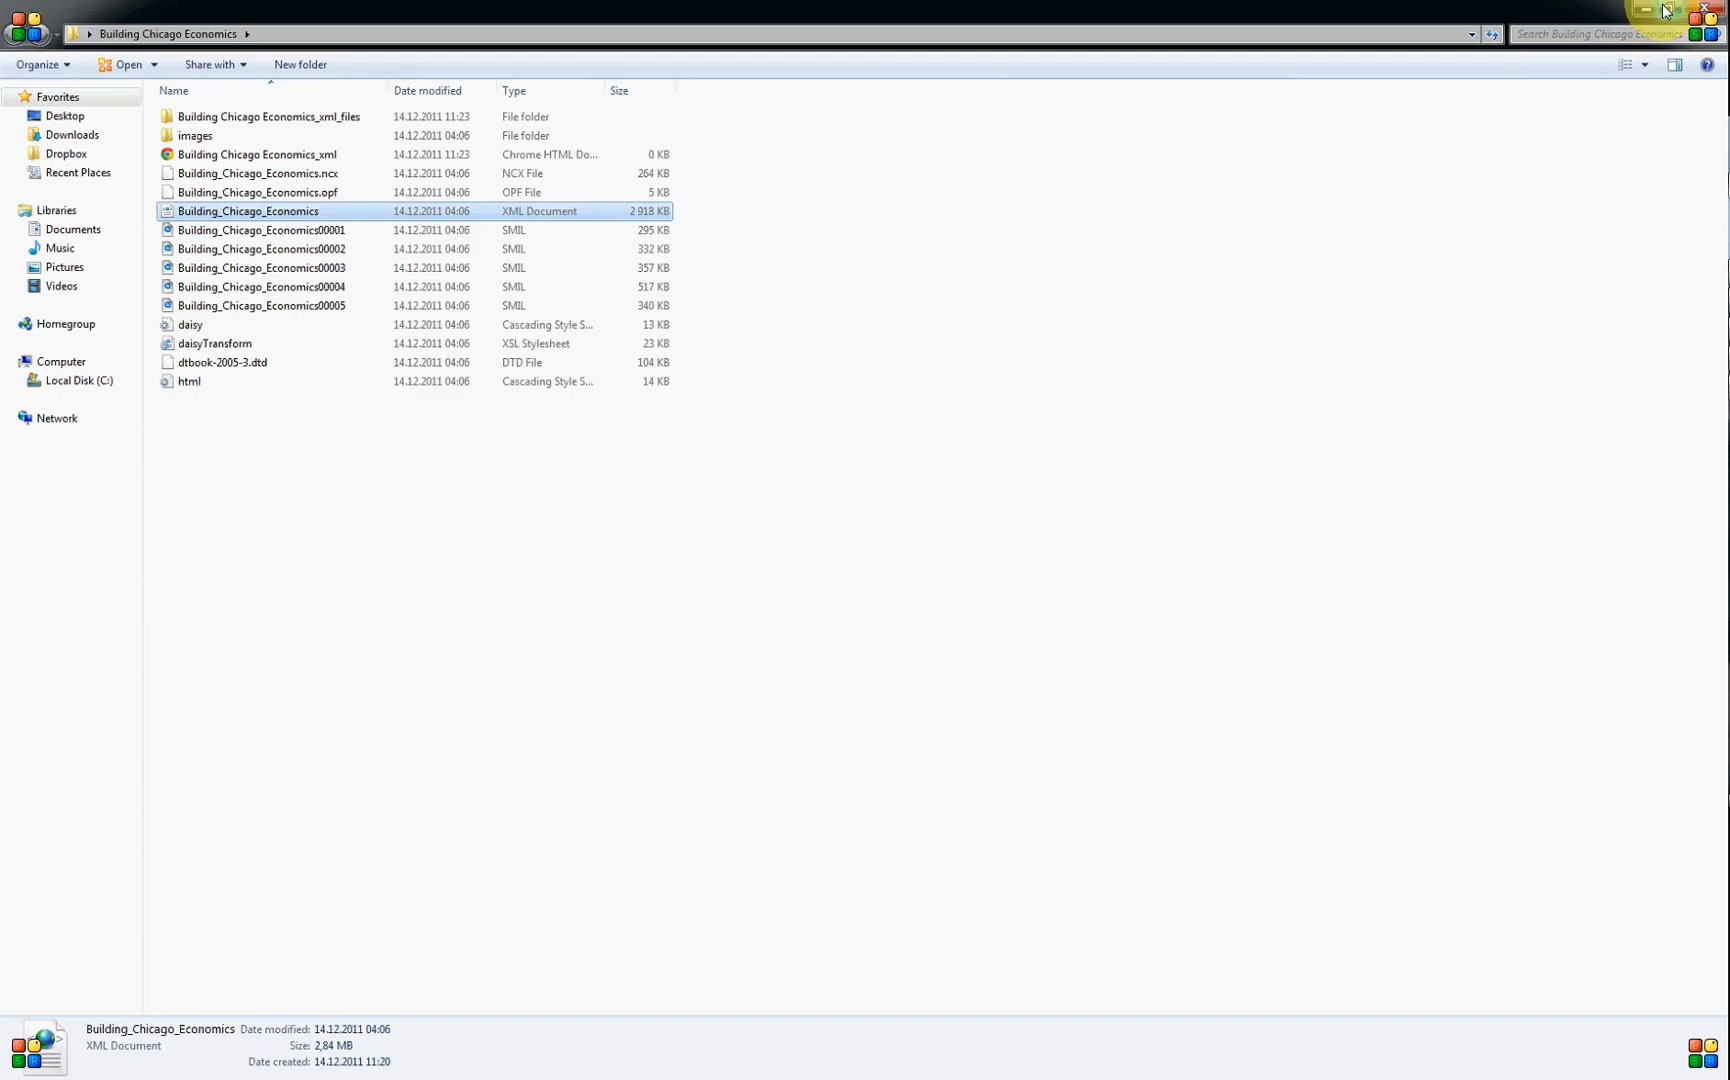 Building Chicago Economics
Search Building Chicago Economics
Organize Open Share with New folder
Name Date modified Type Size
Favorites
Desktop
Downloads
Dropbox
Recent Places
Libraries
Documents
Music
Pictures
Videos
Homegroup
Computer
Local Disk (C:)
Network
Building Chicago Economics_xml_files 14.12.2011 11:23 File folder
images 14.12.2011 04:06 File folder
Building Chicago Economics_xml 14.12.2011 11:23 Chrome HTML Do... 0 KB
Building_Chicago_Economics.ncx 14.12.2011 04:06 NCX File 264 KB
Building_Chicago_Economics.opf 14.12.2011 04:06 OPF File 5 KB
Building_Chicago_Economics 14.12.2011 04:06 XML Document 2 918 KB
Building_Chicago_Economics00001 14.12.2011 04:06 SMIL 295 KB
Building_Chicago_Economics00002 14.12.2011 04:06 SMIL 332 KB
Building_Chicago_Economics00003 14.12.2011 04:06 SMIL 357 KB
Building_Chicago_Economics00004 14.12.2011 04:06 SMIL 517 KB
Building_Chicago_Economics00005 14.12.2011 04:06 SMIL 340 KB
daisy 14.12.2011 04:06 Cascading Style S... 13 KB
daisyTransform 14.12.2011 04:06 XSL Stylesheet 23 KB
dtbook-2005-3.dtd 14.12.2011 04:06 DTD File 104 KB
html 14.12.2011 04:06 Cascading Style S... 14 KB
Building_Chicago_Economics Date modified: 14.12.2011 04:06
XML Document Size: 2,84 MB
Date created: 14.12.2011 11:20